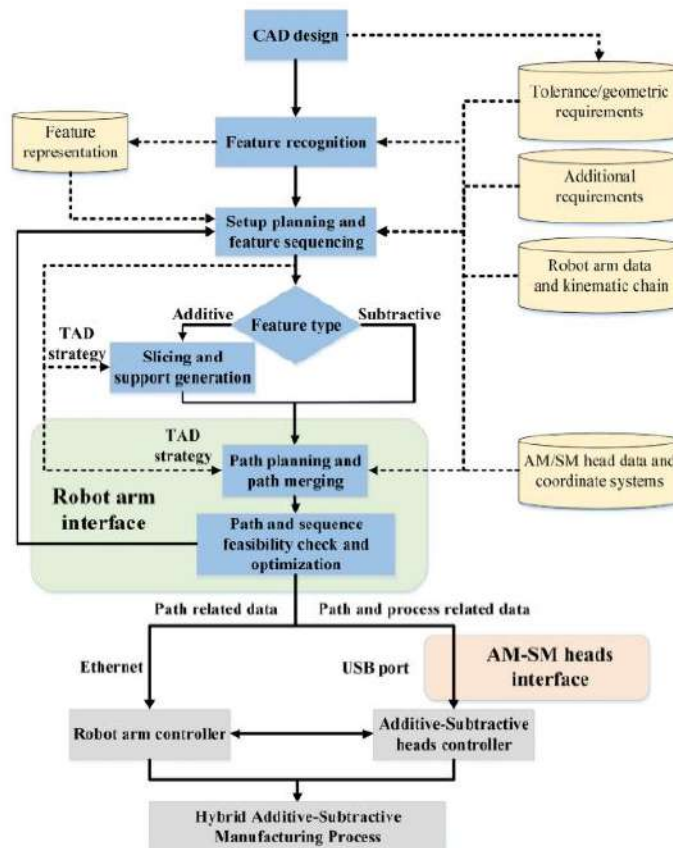 CAD design
Tolerance/geometric
requirements
Feature
representation
Feature recognition
Additional
requirements
Setup planning and
feature sequencing
Robot arm data
and kinematic chain
Additive
Subtractive
Feature type
TAD
strategy
Slicing and
support generation
TAD
strategy
Path planning and
path merging
AM/SM head data and
coordinate systems
Robot arm
interface
Path and sequence
feasibility check and
optimization
Path related data
Path and process related data
Ethernet
USB port
AM-SM heads
interface
Robot arm controller
Additive-Subtractive
heads controller
Hybrid Additive-Subtractive
Manufacturing Process